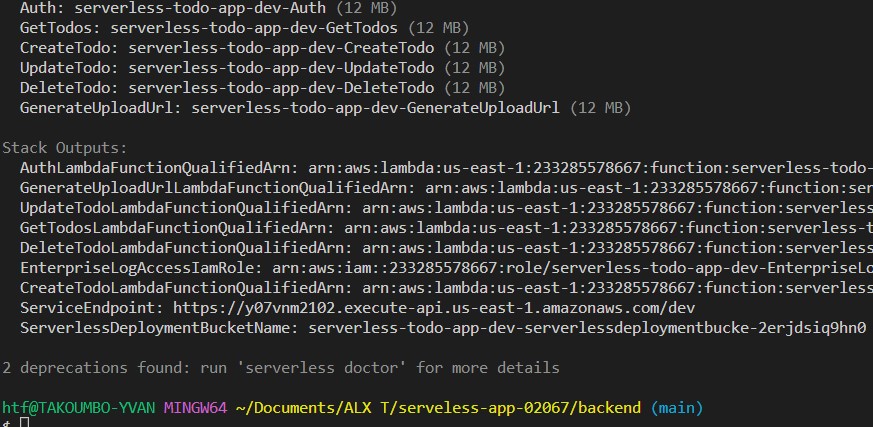 Auth: serverless-todo-app-dev-Auth (12 MB)
GetTodos: serverless-todo-app-dev-GetTodos (12 MB)
CreateTodo: serverless-todo-app-dev-CreateTodo (12 MB)
UpdateTodo: serverless-todo-app-dev-UpdateTodo (12 MB)
DeleteTodo: serverless-todo-app-dev-DeleteTodo (12 MB)
GenerateUploadUrl: serverless-todo-app-dev-GenerateUploadUrl (12 MB)
Stack Outputs:
AuthLambdaFunctionQualifiedArn: arn:aws:lambda:us-east-1:233285578667:function:serverless-todo-
GenerateUploadUrlLambdaFunctionQualifiedArn: arn:aws:lambda:us-east-1:233285578667:function:ser
UpdateTodoLambdaFunctionQualifiedArn: arn:aws:lambda:us-east-1:233285578667:function:serverless
GetTodosLambdaFunctionQualifiedArn: arn:aws:lambda:us-east-1:233285578667:function:serverless-t
DeleteTodoLambdaFunctionQualifiedArn: arn:aws:lambda:us-east-1:233285578667:function:serverless
EnterpriseLogAccessIamRole: arn:aws:iam::233285578667:role/serverless-todo-app-dev-EnterpriseLo
CreateTodoLambdaFunctionQualifiedArn: arn:aws:lambda:us-east-1:233285578667:function:serverless
ServiceEndpoint: https://y07vnm2102.execute-api.us-east-1.amazonaws.com/dev
ServerlessDeploymentBucketName: serverless-todo-app-dev-serverlessdeploymentbucke-2erjdsiq9hn0
2 deprecations found: run 'serverless doctor' for more details
htf@TAKOUMBO-YVAN MINGW64 ~/Documents/ALX T/serveless-app-02067/backend (main)
$